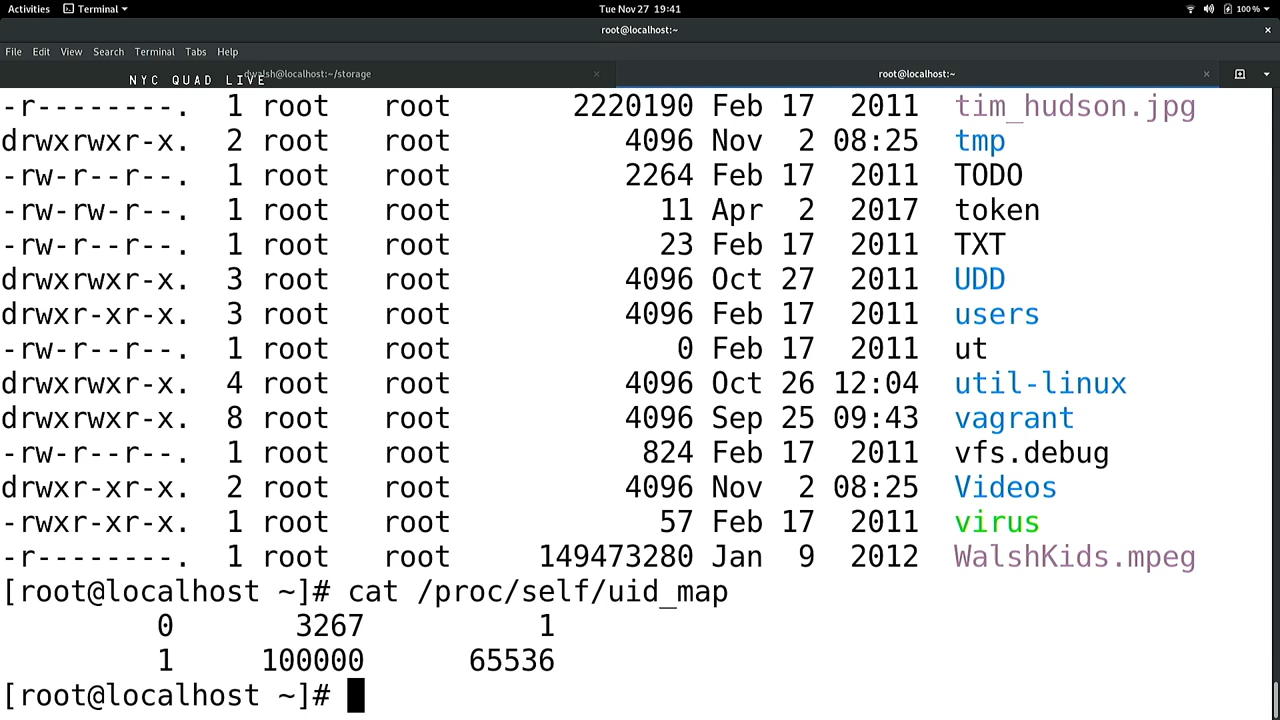 Activities Terminal Tue Nov 27 19:41 100 %
root@localhost:~
File Edit View Search Terminal Tabs Help
dwalsh@localhost:~/storage root@localhost:~
NYC QUAD LIVE
-r--------. 1 root root 2220190 Feb 17 2011 tim_hudson.jpg
drwxrwxr-x. 2 root root 4096 Nov 2 08:25 tmp
-rw-r--r--. 1 root root 2264 Feb 17 2011 TODO
-rw-rw-r--. 1 root root 11 Apr 2 2017 token
-rw-r--r--. 1 root root 23 Feb 17 2011 TXT
drwxrwxr-x. 3 root root 4096 Oct 27 2011 UDD
drwxr-xr-x. 3 root root 4096 Feb 17 2011 users
-rw-r--r--. 1 root root 0 Feb 17 2011 ut
drwxrwxr-x. 4 root root 4096 Oct 26 12:04 util-linux
drwxrwxr-x. 8 root root 4096 Sep 25 09:43 vagrant
-rw-r--r--. 1 root root 824 Feb 17 2011 vfs.debug
drwxr-xr-x. 2 root root 4096 Nov 2 08:25 Videos
-rwxr-xr-x. 1 root root 57 Feb 17 2011 virus
-r--------. 1 root root 149473280 Jan 9 2012 WalshKids.mpeg
[root@localhost ~]# cat /proc/self/uid_map
0 3267 1
1 100000 65536
[root@localhost ~]#